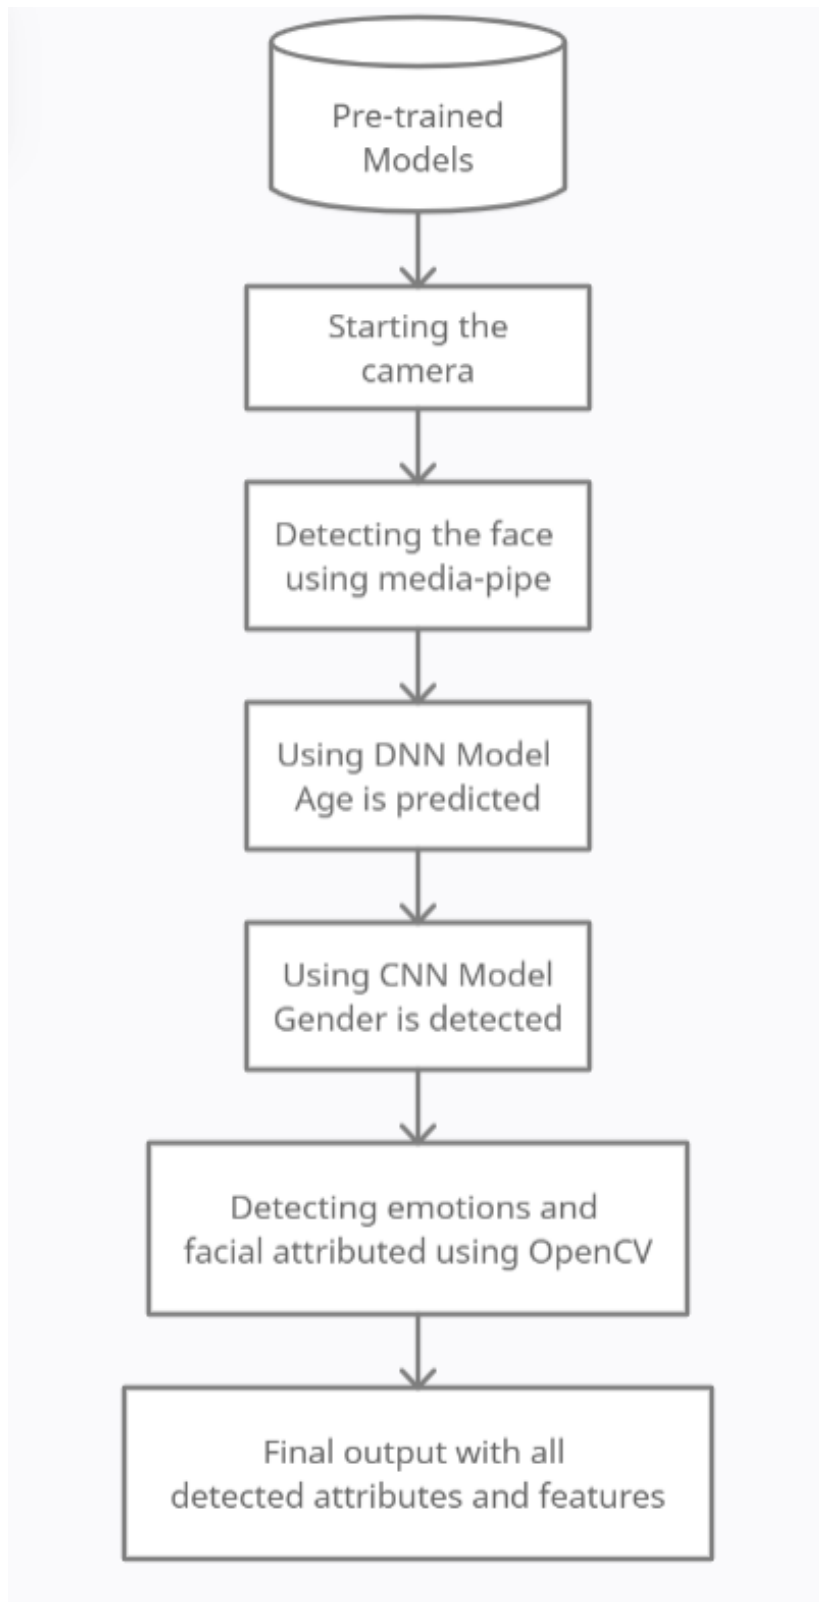 Pre-trained
Models
Starting the
camera
Detecting the face
using media-pipe
Using DNN Model
Age is predicted
Using CNN Model
Gender is detected
Detecting emotions and
facial attributed using OpenCV
Final output with all
detected attributes and features